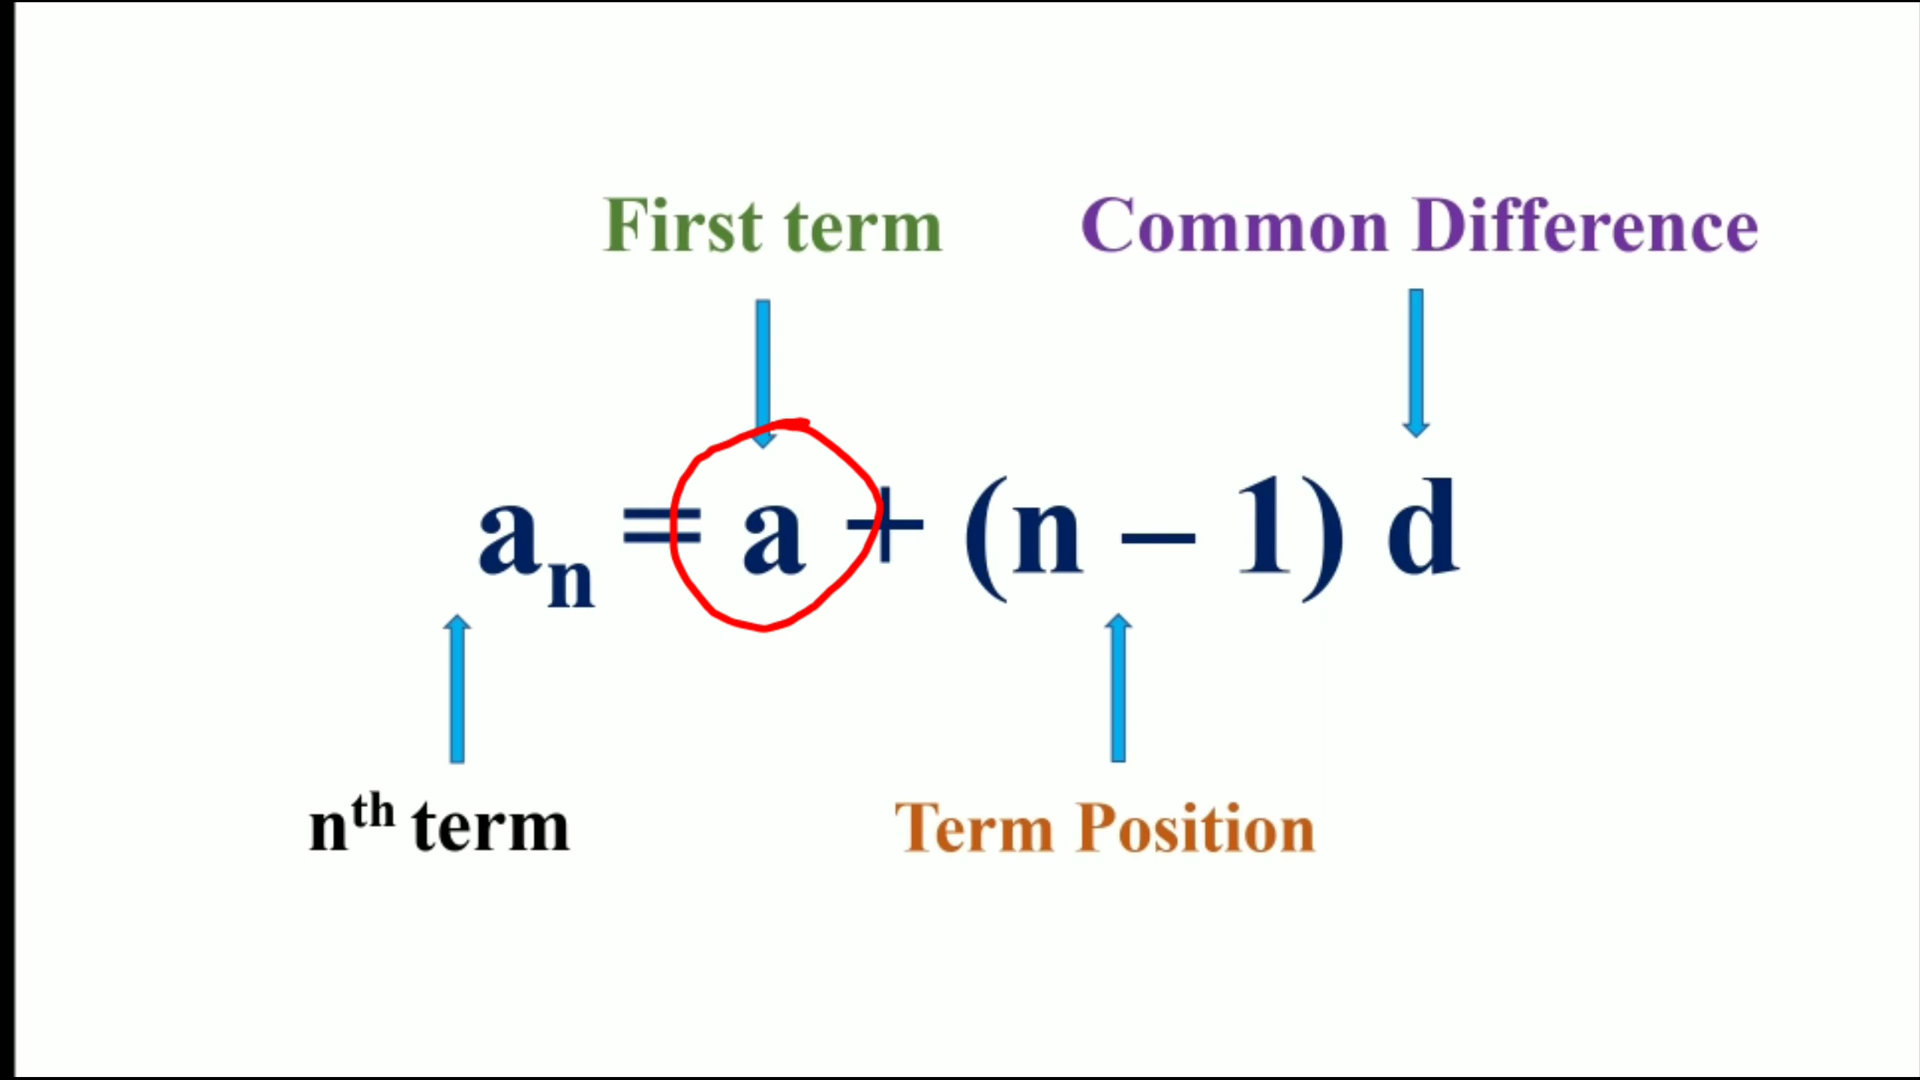 First term
Common Difference
aₙ = a + (n – 1) d
nᵗʰ term
Term Position